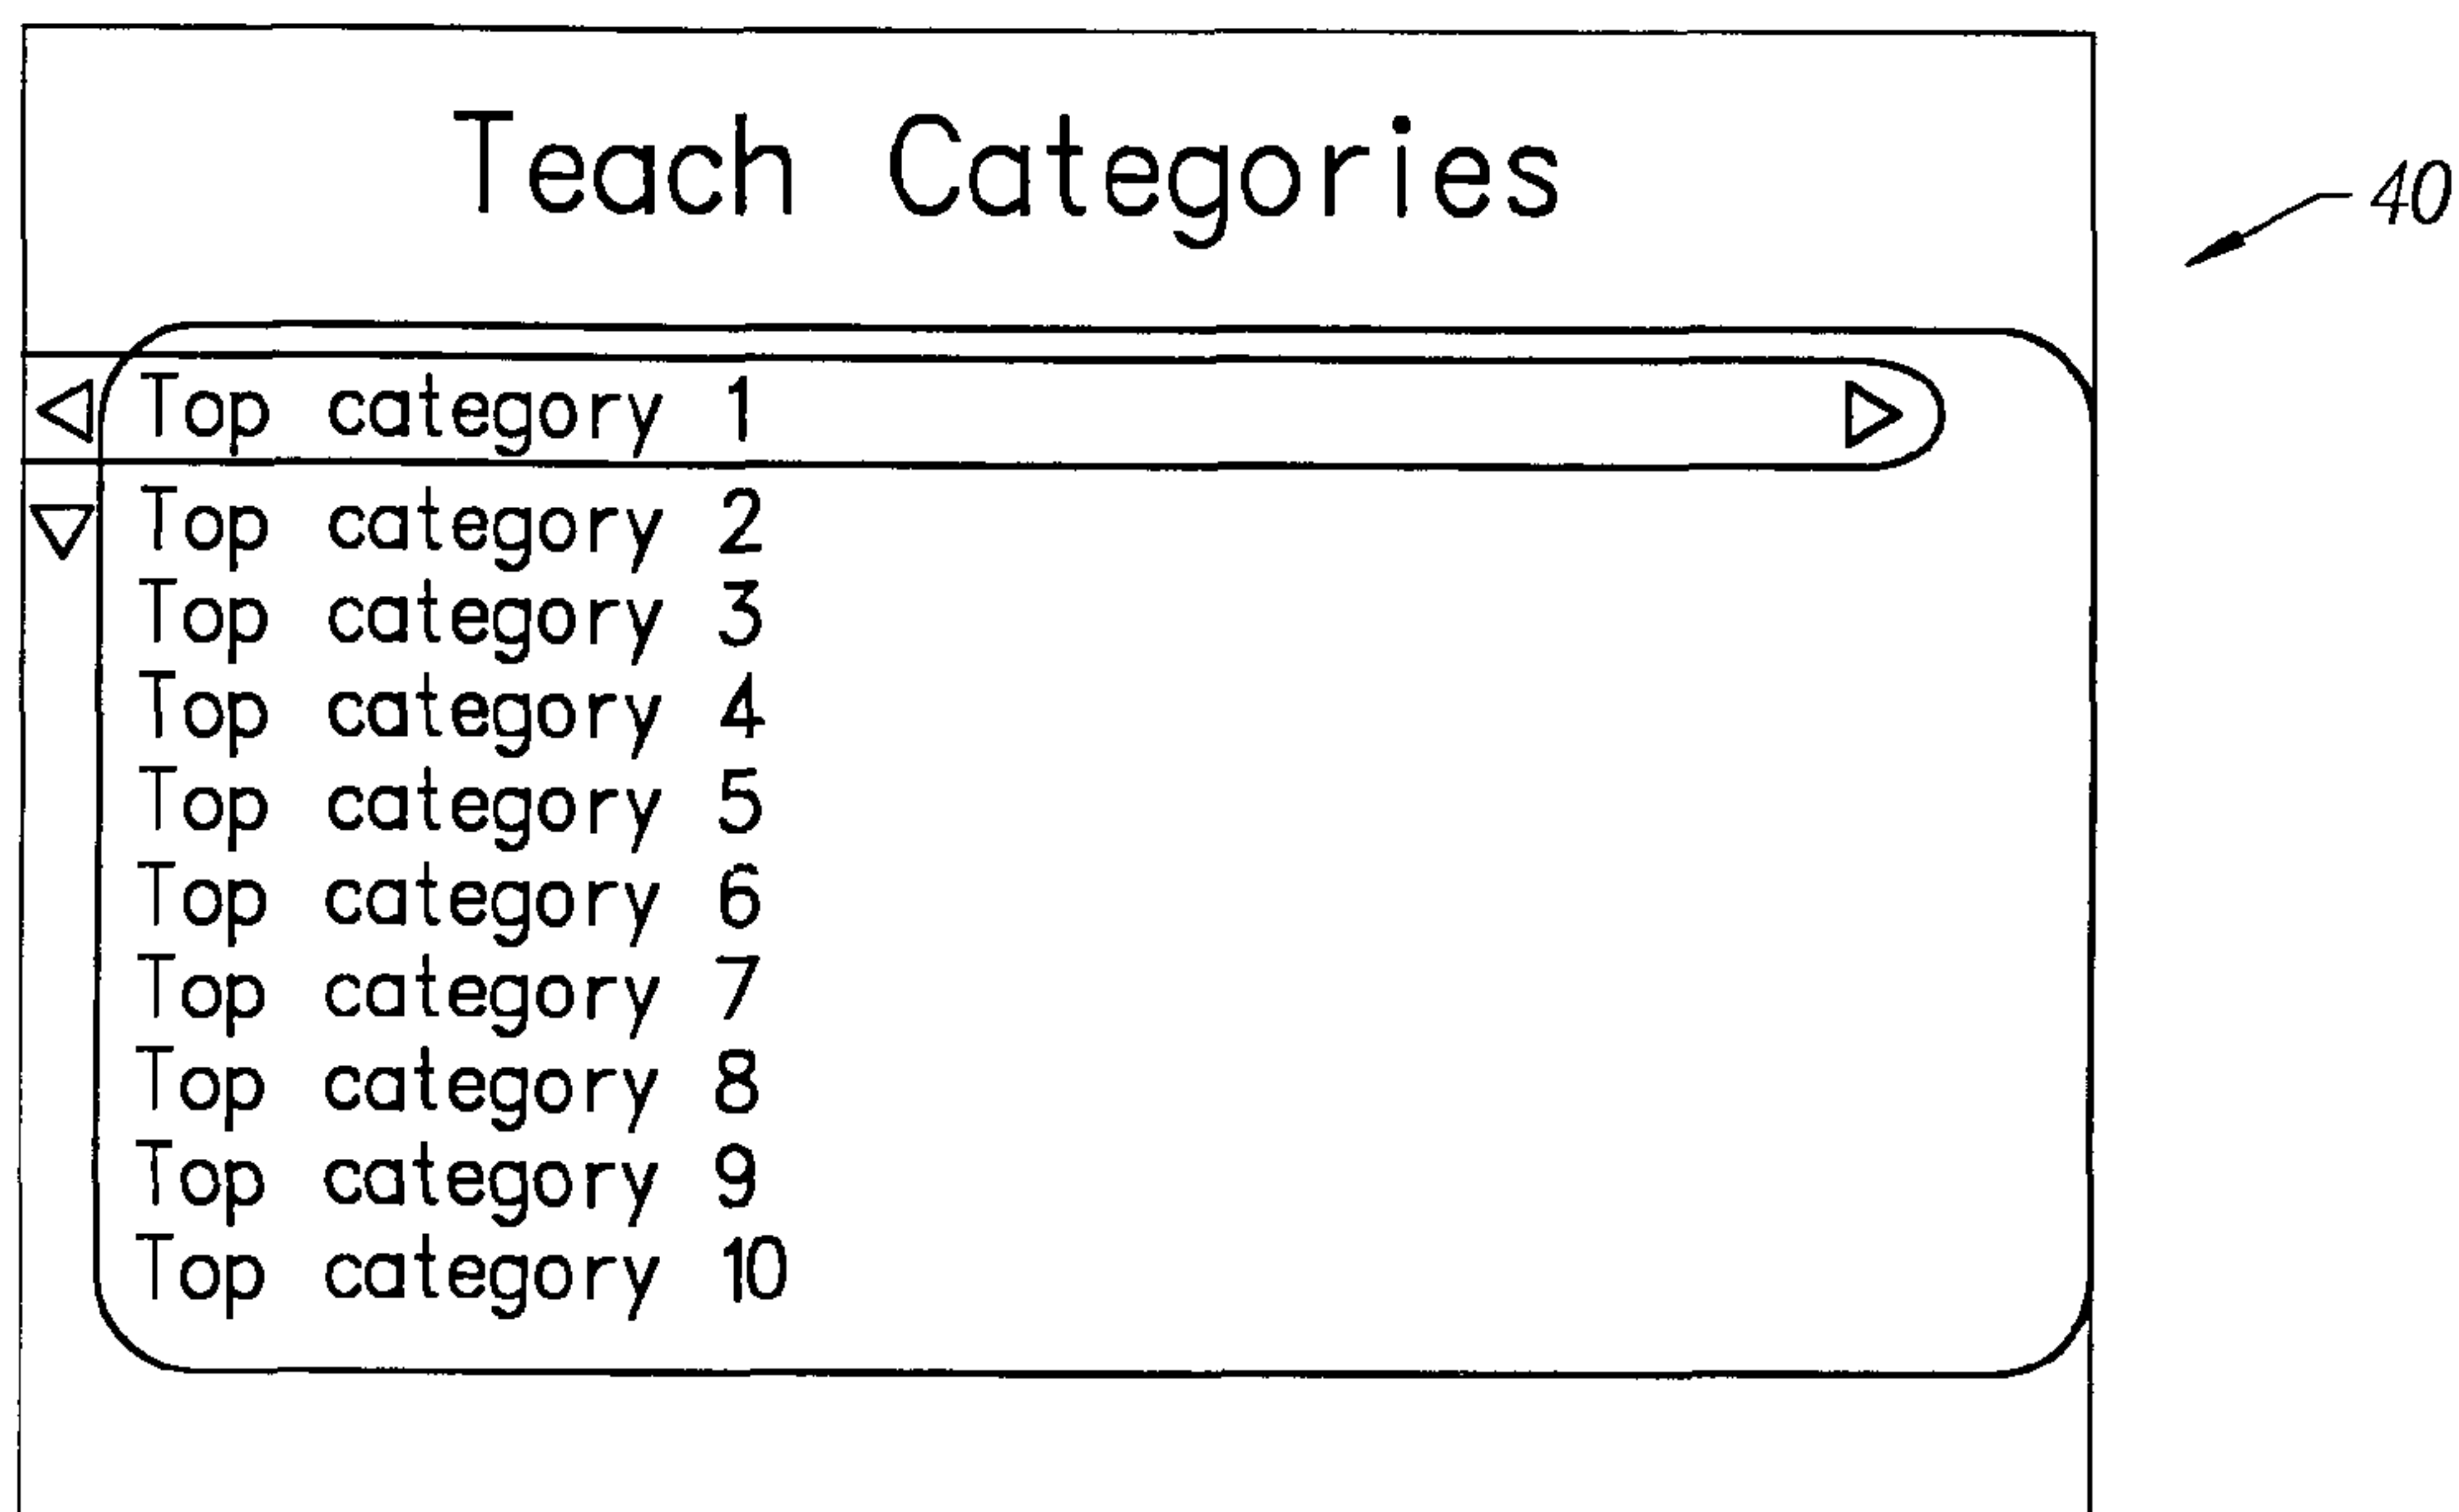 Teach Categories
40
Top category 1
Top category 2
Top category 3
Top category 4
Top category 5
Top category 6
Top category 7
Top category 8
Top category 9
Top category 10